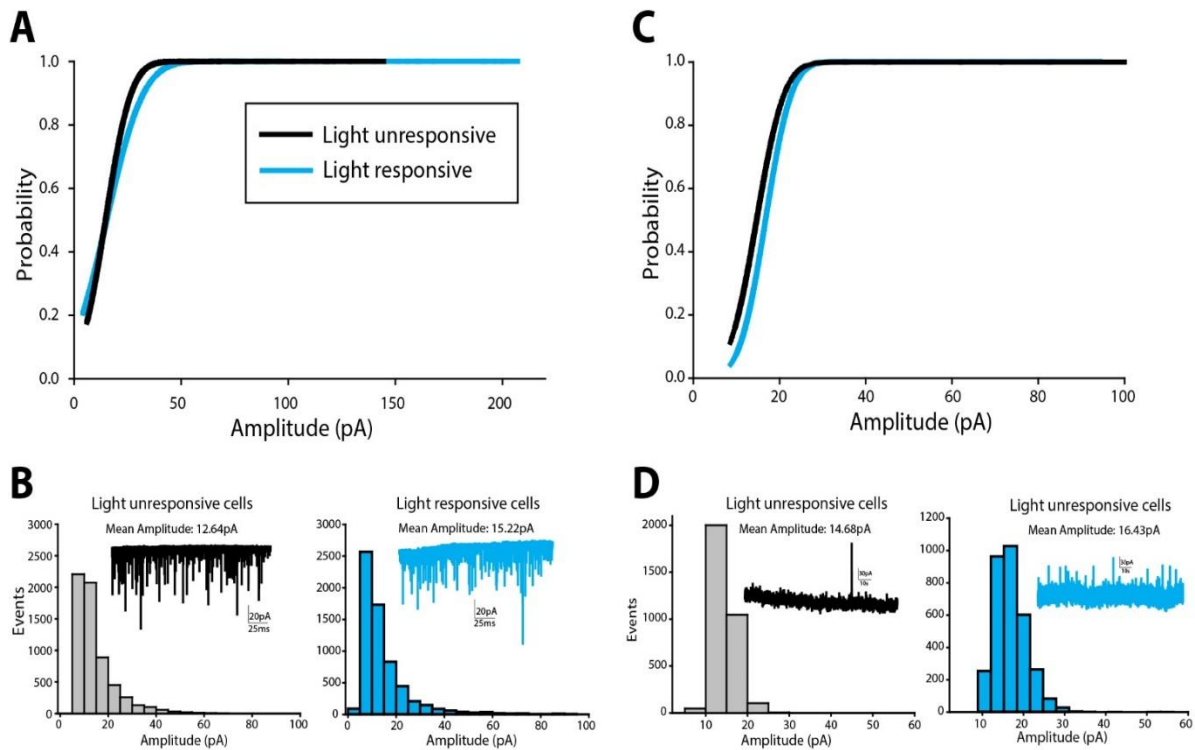 A
1.0
0.8
0.6
0.4
0.2
0.0
Probability
0
50
100
150
200
Amplitude (pA)
Light unresponsive
Light responsive
C
1.0
0.8
0.6
0.4
0.2
0.0
Probability
0
20
40
60
80
100
Amplitude (pA)
B
Light unresponsive cells
Mean Amplitude: 12.64pA
3000
2500
2000
1500
1000
500
0
Events
20pA
25ms
0
20
40
60
80
100
Amplitude (pA)
Light responsive cells
Mean Amplitude: 15.22pA
3000
2500
2000
1500
1000
500
0
20pA
25ms
0
20
40
60
80
100
Amplitude (pA)
D
Light unresponsive cells
Mean Amplitude: 14.68pA
2000
1500
1000
500
0
Events
30pA
10s
0
10
20
30
40
50
60
Amplitude (pA)
Light unresponsive cells
Mean Amplitude: 16.43pA
1200
1000
800
600
400
200
0
30pA
10s
10
20
30
40
50
60
Amplitude (pA)